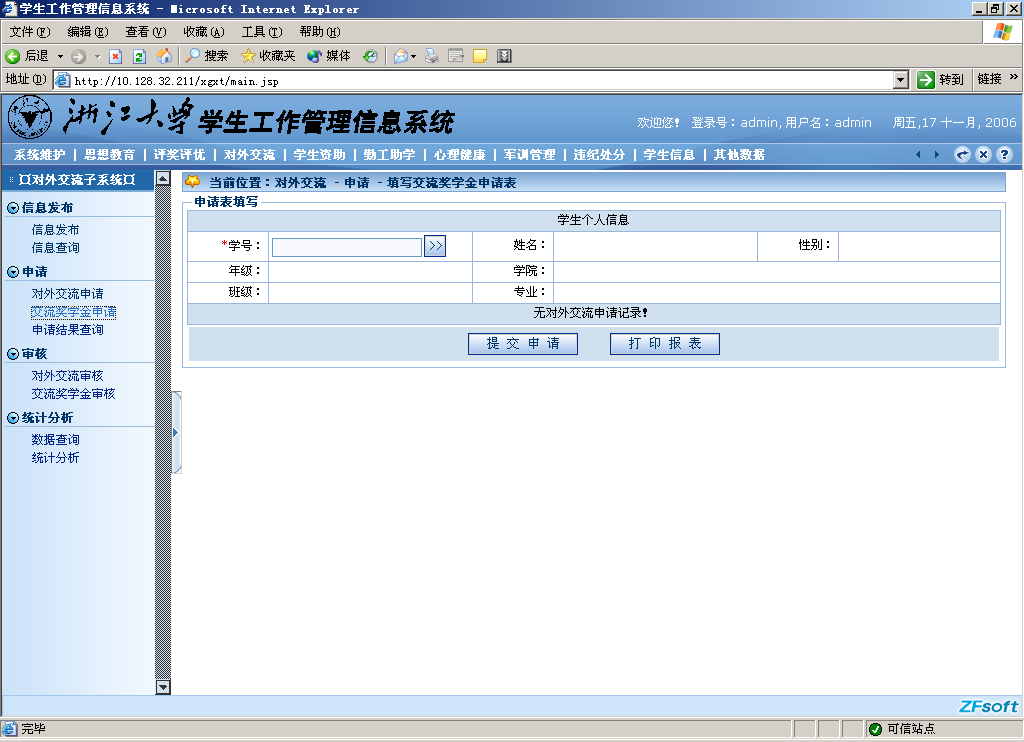 学生工作管理信息系统 - Microsoft Internet Explorer
文件(F) 编辑(E) 查看(V) 收藏(A) 工具(T) 帮助(H)
后退 搜索 收藏夹 媒体
地址(D) http://10.128.32.211/xgxt/main.jsp 转到 链接 »
浙江大学 学生工作管理信息系统
欢迎您! 登录号：admin,用户名：admin 周五,17 十一月, 2006
系统维护 | 思想教育 | 评奖评优 | 对外交流 | 学生资助 | 勤工助学 | 心理健康 | 军训管理 | 违纪处分 | 学生信息 | 其他数据
¤对外交流子系统¤
信息发布
信息发布
信息查询
申请
对外交流申请
交流奖学金申请
申请结果查询
审核
对外交流审核
交流奖学金审核
统计分析
数据查询
统计分析
当前位置：对外交流 - 申请 - 填写交流奖学金申请表
申请表填写
学生个人信息
*学号： >> 姓名： 性别：
年级： 学院：
班级： 专业：
无对外交流申请记录!
提 交 申 请 打 印 报 表
ZFsoft
完毕 可信站点